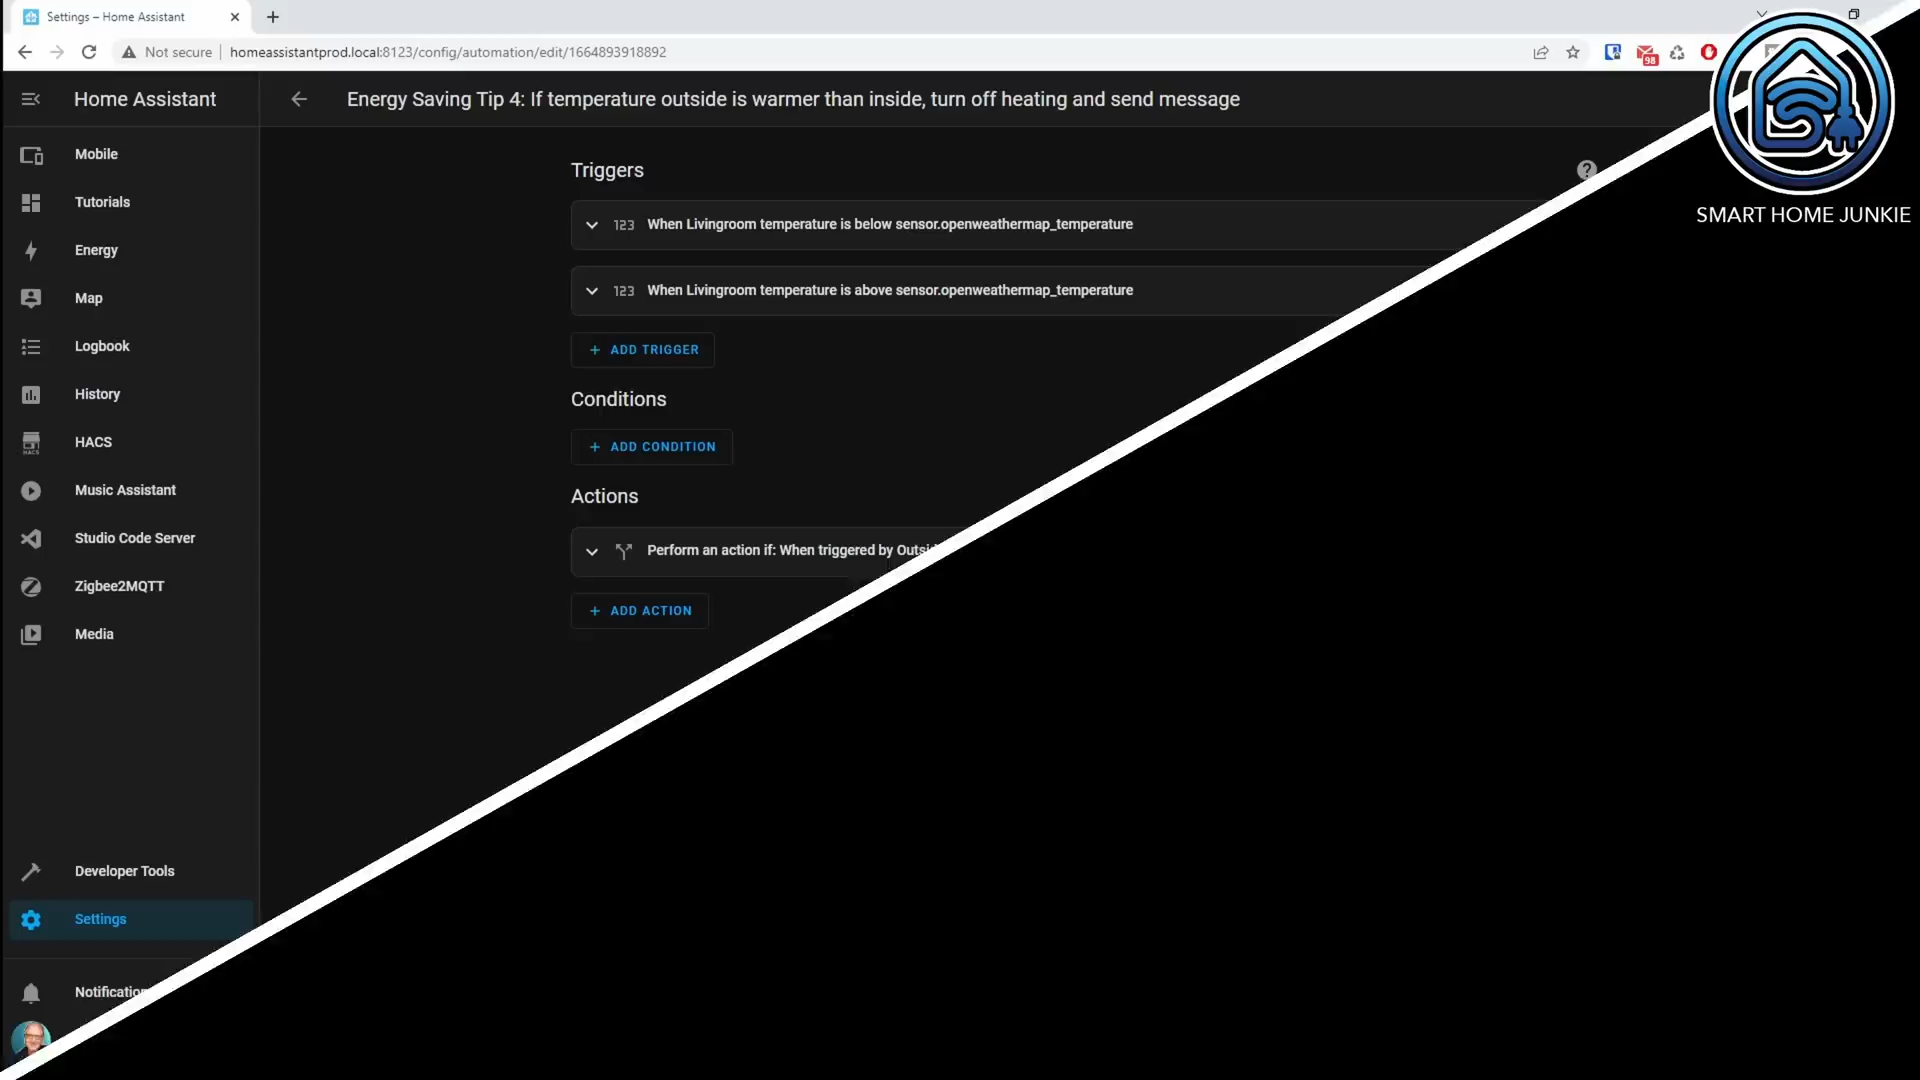 Settings – Home Assistant
Not secure
homeassistantprod.local:8123/config/automation/edit/1664893918892
98
Home Assistant
Energy Saving Tip 4: If temperature outside is warmer than inside, turn off heating and send message
SMART HOME JUNKIE
Mobile
Tutorials
Energy
Map
Logbook
History
HACS
HACS
Music Assistant
Studio Code Server
Zigbee2MQTT
Media
Developer Tools
Settings
Triggers
?
123 When Livingroom temperature is below sensor.openweathermap_temperature
123 When Livingroom temperature is above sensor.openweathermap_temperature
+ ADD TRIGGER
Conditions
+ ADD CONDITION
Actions
Perform an action if: When triggered by
+ ADD ACTION